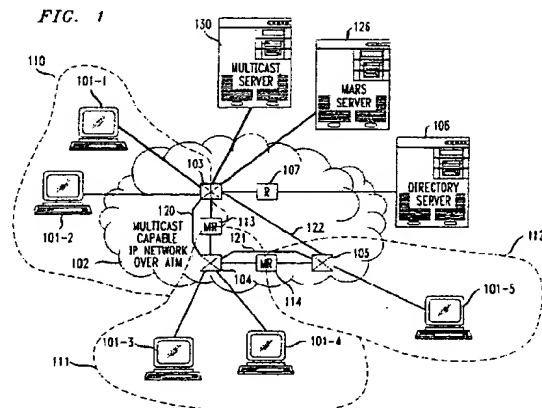 FIG. 1
130
126
110
MULTICAST
SERVER
MARS
SERVER
101-1
106
103
107
R
DIRECTORY
SERVER
101-2
120
113
MR
122
112
MULTICAST
CAPABLE
IP NETWORK
OVER ATM
121
102
MR
105
104
114
101-5
101-3
101-4
111